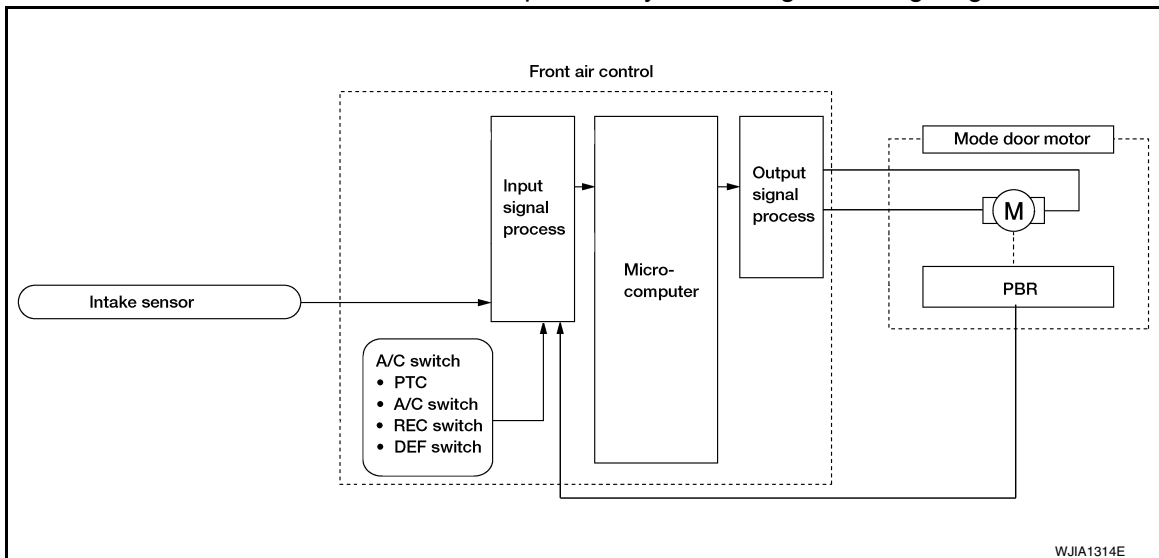 Front air control
Input
signal
process
Micro-
computer
Output
signal
process
Mode door motor
M
PBR
Intake sensor
A/C switch
• PTC
• A/C switch
• REC switch
• DEF switch
WJIA1314E